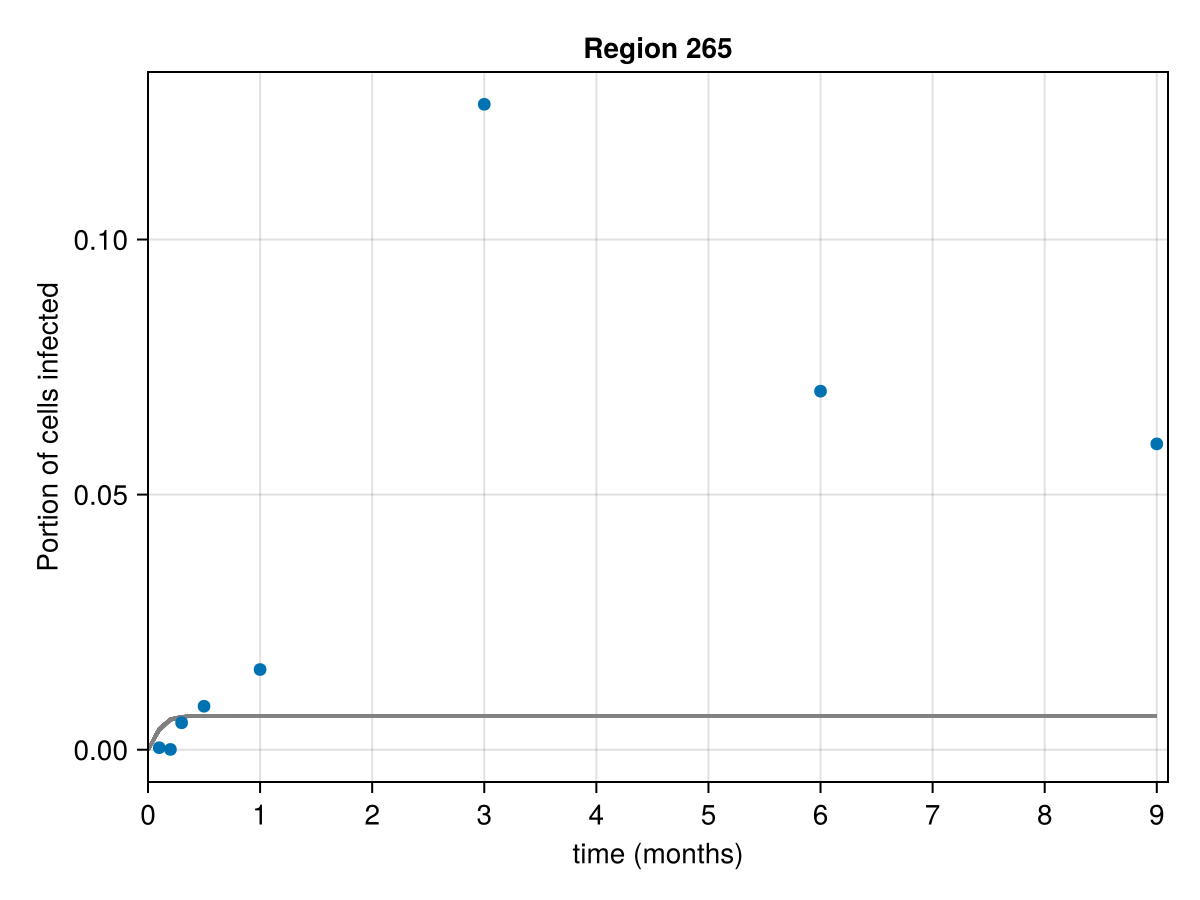 Region 265
Portion of cells infected
0.10
0.05
0.00
0 1 2 3 4 5 6 7 8 9
time (months)